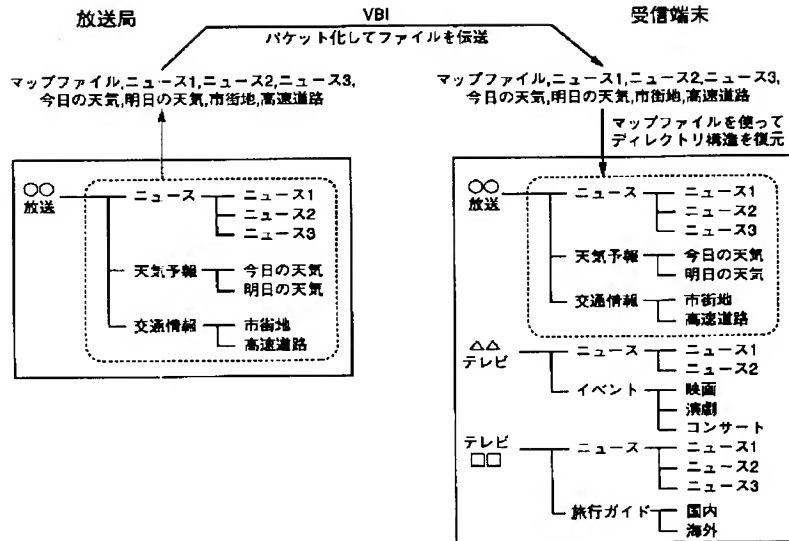 放送局
VBI
受信端末
パケット化してファイルを伝送
マップファイル,ニュース1,ニュース2,ニュース3,
今日の天気,明日の天気,市街地,高速道路
マップファイル,ニュース1,ニュース2,ニュース3,
今日の天気,明日の天気,市街地,高速道路
マップファイルを使って
ディレクトリ構造を復元
○○
放送
ニュース
ニュース1
ニュース2
ニュース3
天気予報
今日の天気
明日の天気
交通情報
市街地
高速道路
○○
放送
ニュース
ニュース1
ニュース2
ニュース3
天気予報
今日の天気
明日の天気
交通情報
市街地
高速道路
△△
テレビ
ニュース
ニュース1
ニュース2
イベント
映画
演劇
コンサート
テレビ
□□
ニュース
ニュース1
ニュース2
ニュース3
旅行ガイド
国内
海外